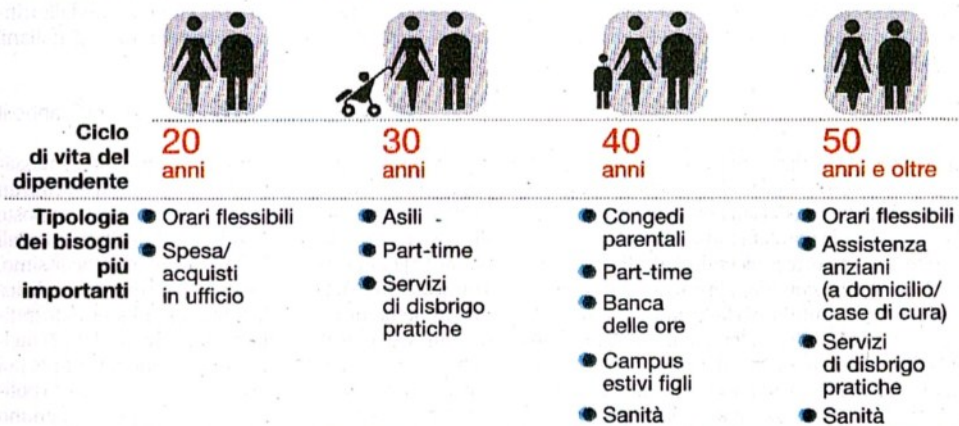 Ciclo
di vita del
dipendente
20
anni
30
anni
40
anni
50
anni e oltre
Tipologia
dei bisogni
più
importanti
Orari flessibili
Spesa/
acquisti
in ufficio
Asili
Part-time
Servizi
di disbrigo
pratiche
Congedi
parentali
Part-time
Banca
delle ore
Campus
estivi figli
Sanità
Orari flessibili
Assistenza
anziani
(a domicilio/
case di cura)
Servizi
di disbrigo
pratiche
Sanità